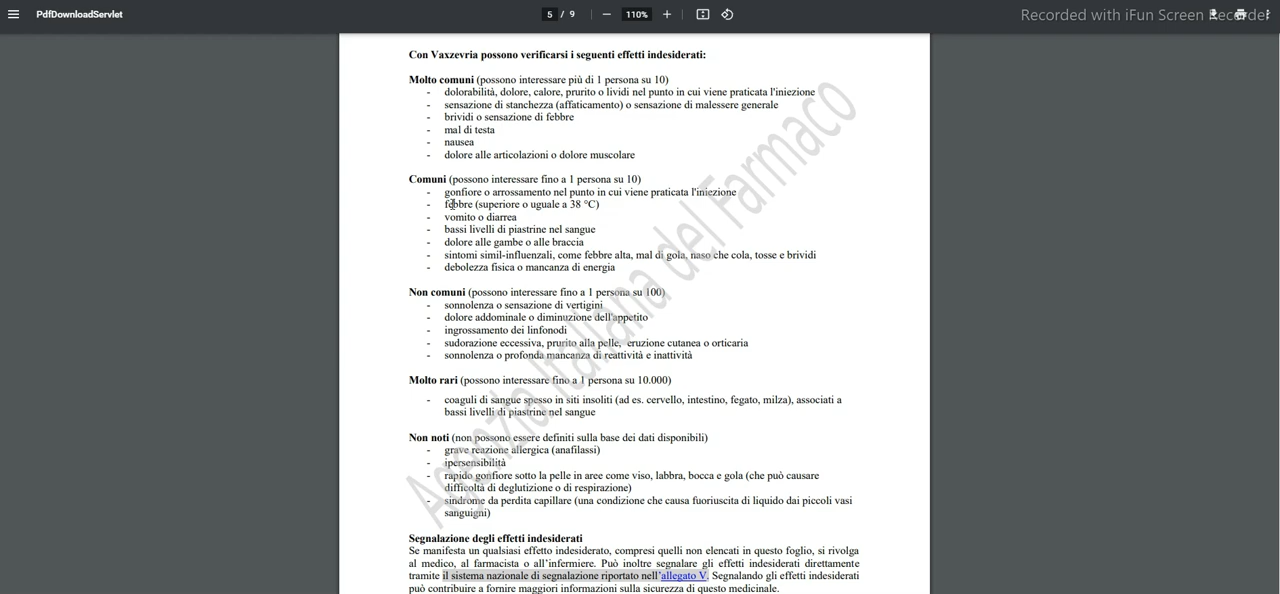 PdfDownloadServlet
5 / 9
110%
Recorded with iFun Screen Recorder
Con Vaxzevria possono verificarsi i seguenti effetti indesiderati:
Molto comuni (possono interessare più di 1 persona su 10)
- dolorabilità, dolore, calore, prurito o lividi nel punto in cui viene praticata l'iniezione
- sensazione di stanchezza (affaticamento) o sensazione di malessere generale
- brividi o sensazione di febbre
- mal di testa
- nausea
- dolore alle articolazioni o dolore muscolare
Comuni (possono interessare fino a 1 persona su 10)
- gonfiore o arrossamento nel punto in cui viene praticata l'iniezione
- febbre (superiore o uguale a 38 °C)
- vomito o diarrea
- bassi livelli di piastrine nel sangue
- dolore alle gambe o alle braccia
- sintomi simil-influenzali, come febbre alta, mal di gola, naso che cola, tosse e brividi
- debolezza fisica o mancanza di energia
Non comuni (possono interessare fino a 1 persona su 100)
- sonnolenza o sensazione di vertigini
- dolore addominale o diminuzione dell'appetito
- ingrossamento dei linfonodi
- sudorazione eccessiva, prurito alla pelle, eruzione cutanea o orticaria
- sonnolenza o profonda mancanza di reattività e inattività
Molto rari (possono interessare fino a 1 persona su 10.000)
- coaguli di sangue spesso in siti insoliti (ad es. cervello, intestino, fegato, milza), associati a
bassi livelli di piastrine nel sangue
Non noti (non possono essere definiti sulla base dei dati disponibili)
- grave reazione allergica (anafilassi)
- ipersensibilità
- rapido gonfiore sotto la pelle in aree come viso, labbra, bocca e gola (che può causare
difficoltà di deglutizione o di respirazione)
- sindrome da perdita capillare (una condizione che causa fuoriuscita di liquido dai piccoli vasi
sanguigni)
Segnalazione degli effetti indesiderati
Se manifesta un qualsiasi effetto indesiderato, compresi quelli non elencati in questo foglio, si rivolga
al medico, al farmacista o all'infermiere. Può inoltre segnalare gli effetti indesiderati direttamente
tramite il sistema nazionale di segnalazione riportato nell'allegato V. Segnalando gli effetti indesiderati
può contribuire a fornire maggiori informazioni sulla sicurezza di questo medicinale.
Agenzia Italiana del Farmaco